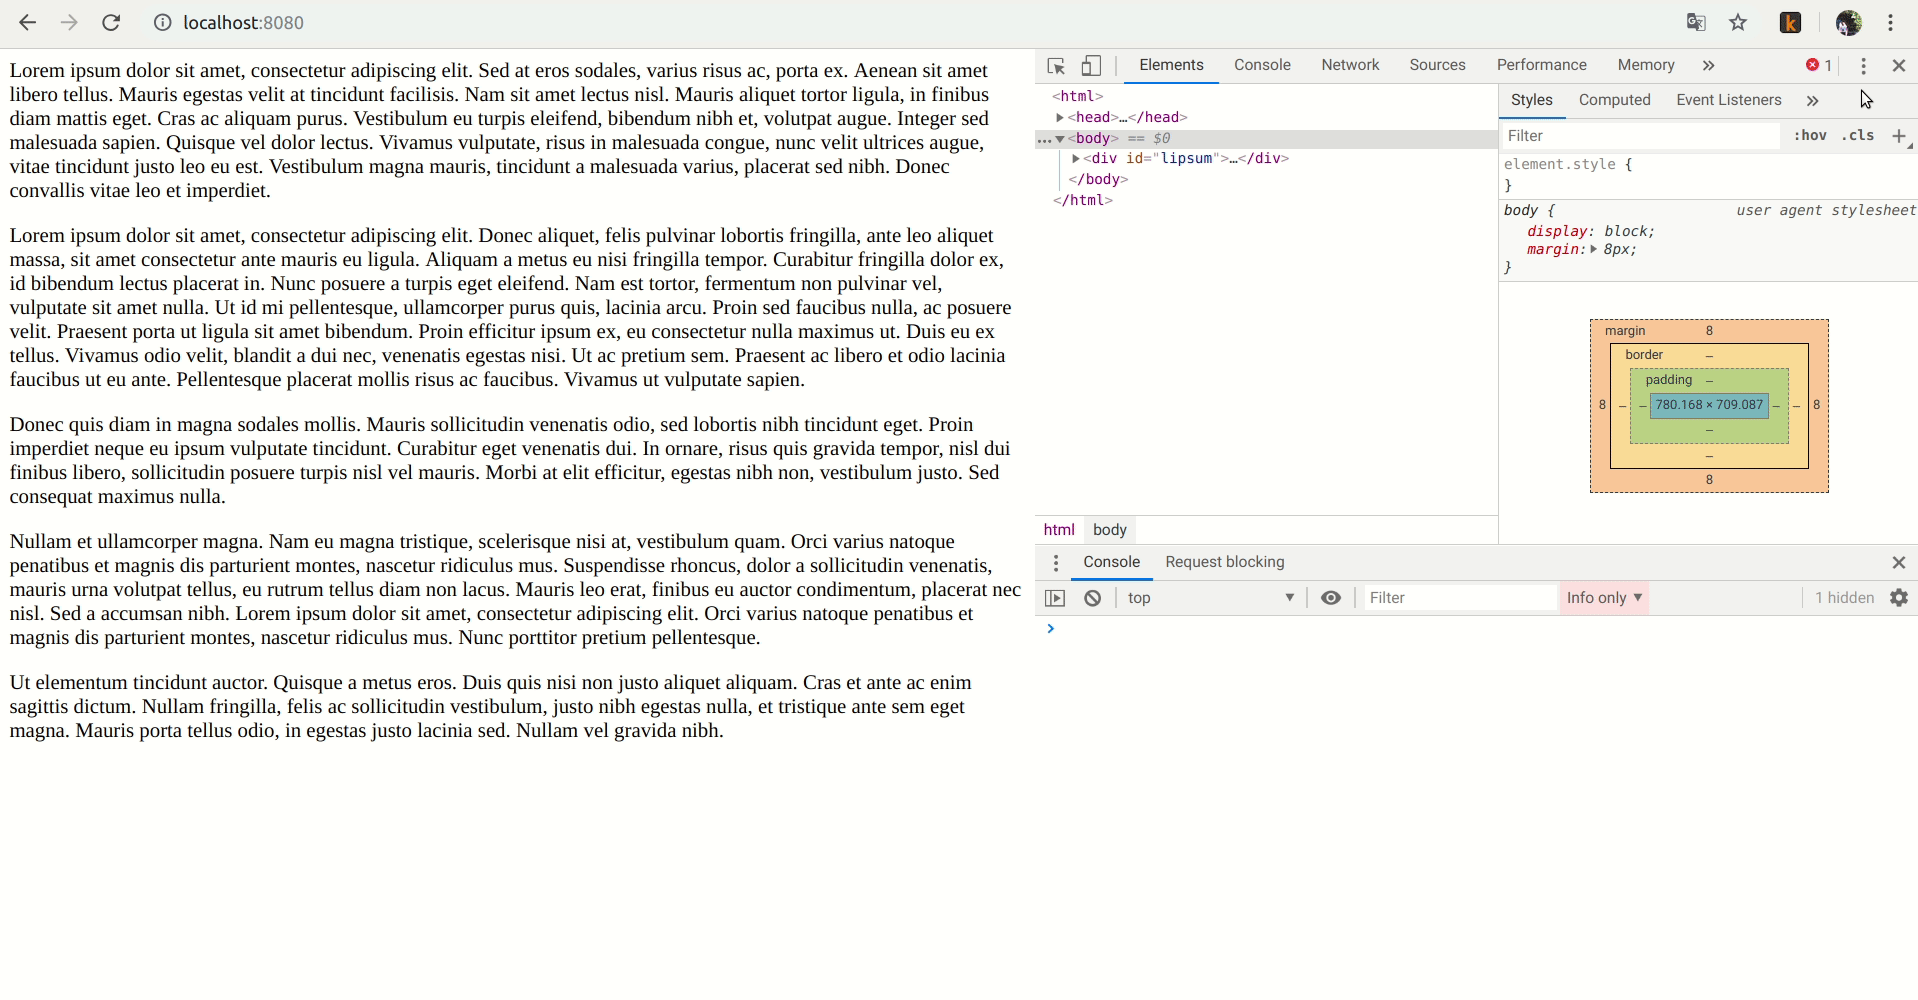 localhost:8080
Lorem ipsum dolor sit amet, consectetur adipiscing elit. Sed at eros sodales, varius risus ac, porta ex. Aenean sit amet
libero tellus. Mauris egestas velit at tincidunt facilisis. Nam sit amet lectus nisl. Mauris aliquet tortor ligula, in finibus
diam mattis eget. Cras ac aliquam purus. Vestibulum eu turpis eleifend, bibendum nibh et, volutpat augue. Integer sed
malesuada sapien. Quisque vel dolor lectus. Vivamus vulputate, risus in malesuada congue, nunc velit ultrices augue,
vitae tincidunt justo leo eu est. Vestibulum magna mauris, tincidunt a malesuada varius, placerat sed nibh. Donec
convallis vitae leo et imperdiet.
Lorem ipsum dolor sit amet, consectetur adipiscing elit. Donec aliquet, felis pulvinar lobortis fringilla, ante leo aliquet
massa, sit amet consectetur ante mauris eu ligula. Aliquam a metus eu nisi fringilla tempor. Curabitur fringilla dolor ex,
id bibendum lectus placerat in. Nunc posuere a turpis eget eleifend. Nam est tortor, fermentum non pulvinar vel,
vulputate sit amet nulla. Ut id mi pellentesque, ullamcorper purus quis, lacinia arcu. Proin sed faucibus nulla, ac posuere
velit. Praesent porta ut ligula sit amet bibendum. Proin efficitur ipsum ex, eu consectetur nulla maximus ut. Duis eu ex
tellus. Vivamus odio velit, blandit a dui nec, venenatis egestas nisi. Ut ac pretium sem. Praesent ac libero et odio lacinia
faucibus ut eu ante. Pellentesque placerat mollis risus ac faucibus. Vivamus ut vulputate sapien.
Donec quis diam in magna sodales mollis. Mauris sollicitudin venenatis odio, sed lobortis nibh tincidunt eget. Proin
imperdiet neque eu ipsum vulputate tincidunt. Curabitur eget venenatis dui. In ornare, risus quis gravida tempor, nisl dui
finibus libero, sollicitudin posuere turpis nisl vel mauris. Morbi at elit efficitur, egestas nibh non, vestibulum justo. Sed
consequat maximus nulla.
Nullam et ullamcorper magna. Nam eu magna tristique, scelerisque nisi at, vestibulum quam. Orci varius natoque
penatibus et magnis dis parturient montes, nascetur ridiculus mus. Suspendisse rhoncus, dolor a sollicitudin venenatis,
mauris urna volutpat tellus, eu rutrum tellus diam non lacus. Mauris leo erat, finibus eu auctor condimentum, placerat nec
nisl. Sed a accumsan nibh. Lorem ipsum dolor sit amet, consectetur adipiscing elit. Orci varius natoque penatibus et
magnis dis parturient montes, nascetur ridiculus mus. Nunc porttitor pretium pellentesque.
Ut elementum tincidunt auctor. Quisque a metus eros. Duis quis nisi non justo aliquet aliquam. Cras et ante ac enim
sagittis dictum. Nullam fringilla, felis ac sollicitudin vestibulum, justo nibh egestas nulla, et tristique ante sem eget
magna. Mauris porta tellus odio, in egestas justo lacinia sed. Nullam vel gravida nibh.
Elements Console Network Sources Performance Memory » 1
<html>
<head>…</head>
<body> == $0
<div id="lipsum">…</div>
</body>
</html>
html body
Styles Computed Event Listeners »
Filter :hov .cls +
element.style {
}
body { user agent stylesheet
display: block;
margin: 8px;
}
margin 8
border –
padding –
8 – – 780.168 × 709.087 – – 8
–
–
8
Console Request blocking
top Filter Info only 1 hidden